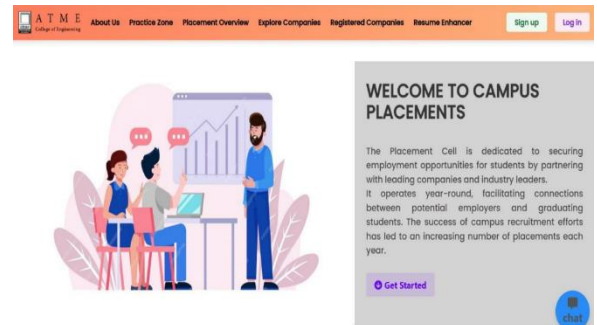 A T M E
College of Engineering
About Us Practice Zone Placement Overview Explore Companies Registered Companies Resume Enhancer Sign up Log in
WELCOME TO CAMPUS
PLACEMENTS
The Placement Cell is dedicated to securing
employment opportunities for students by partnering
with leading companies and industry leaders.
It operates year-round, facilitating connections
between potential employers and graduating
students. The success of campus recruitment efforts
has led to an increasing number of placements each
year.
Get Started
chat